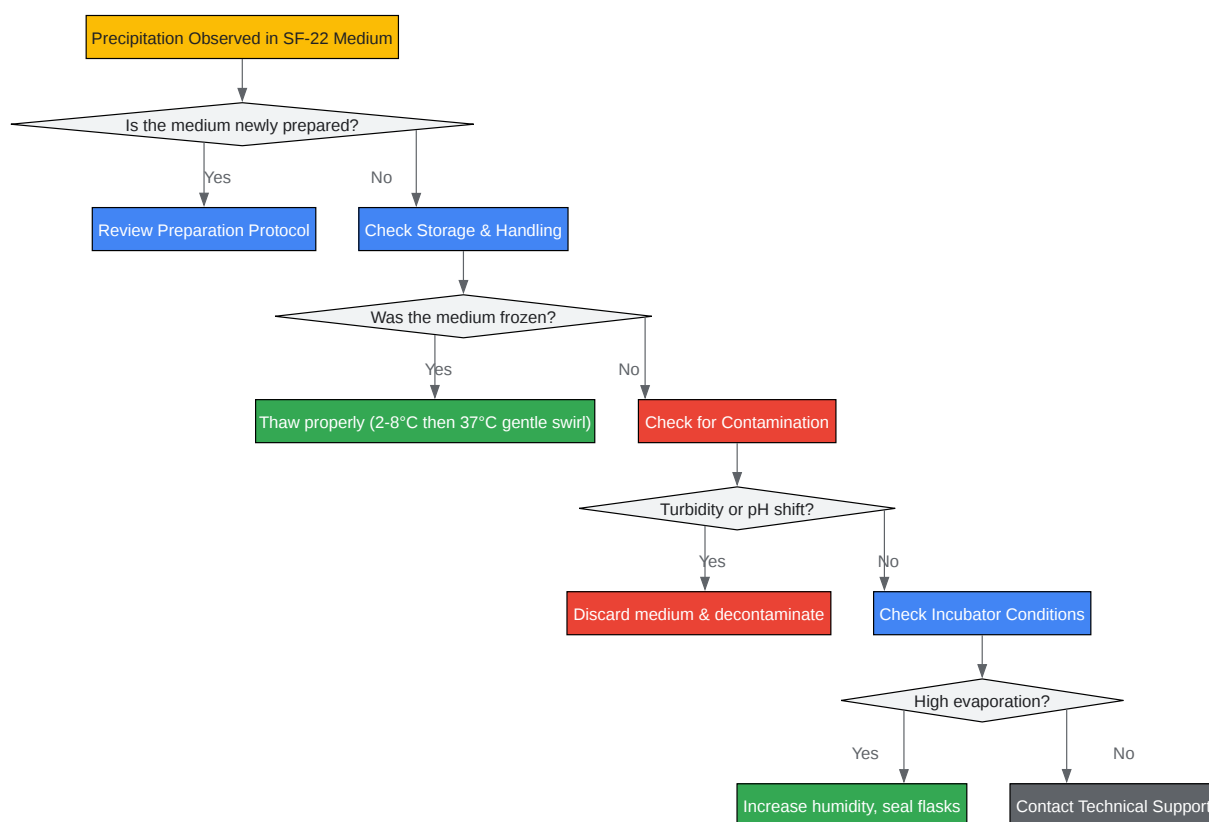 Precipitation Observed in SF-22 Medium
Is the medium newly prepared?
Yes
No
Review Preparation Protocol
Check Storage & Handling
Was the medium frozen?
Yes
No
Thaw properly (2-8°C then 37°C gentle swirl)
Check for Contamination
Turbidity or pH shift?
Yes
No
Discard medium & decontaminate
Check Incubator Conditions
High evaporation?
Yes
No
Increase humidity, seal flasks
Contact Technical Support